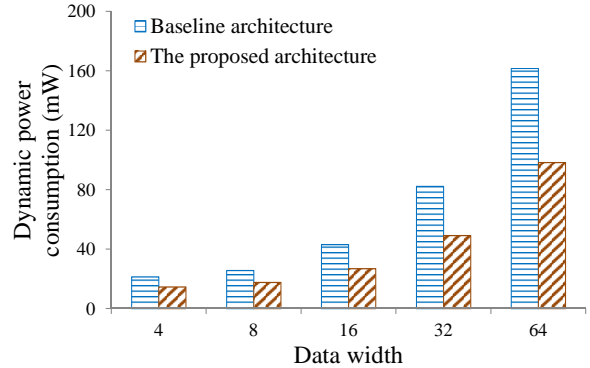 200
160
120
80
40
0
Dynamic power
consumption (mW)
Baseline architecture
The proposed architecture
4 8 16 32 64
Data width